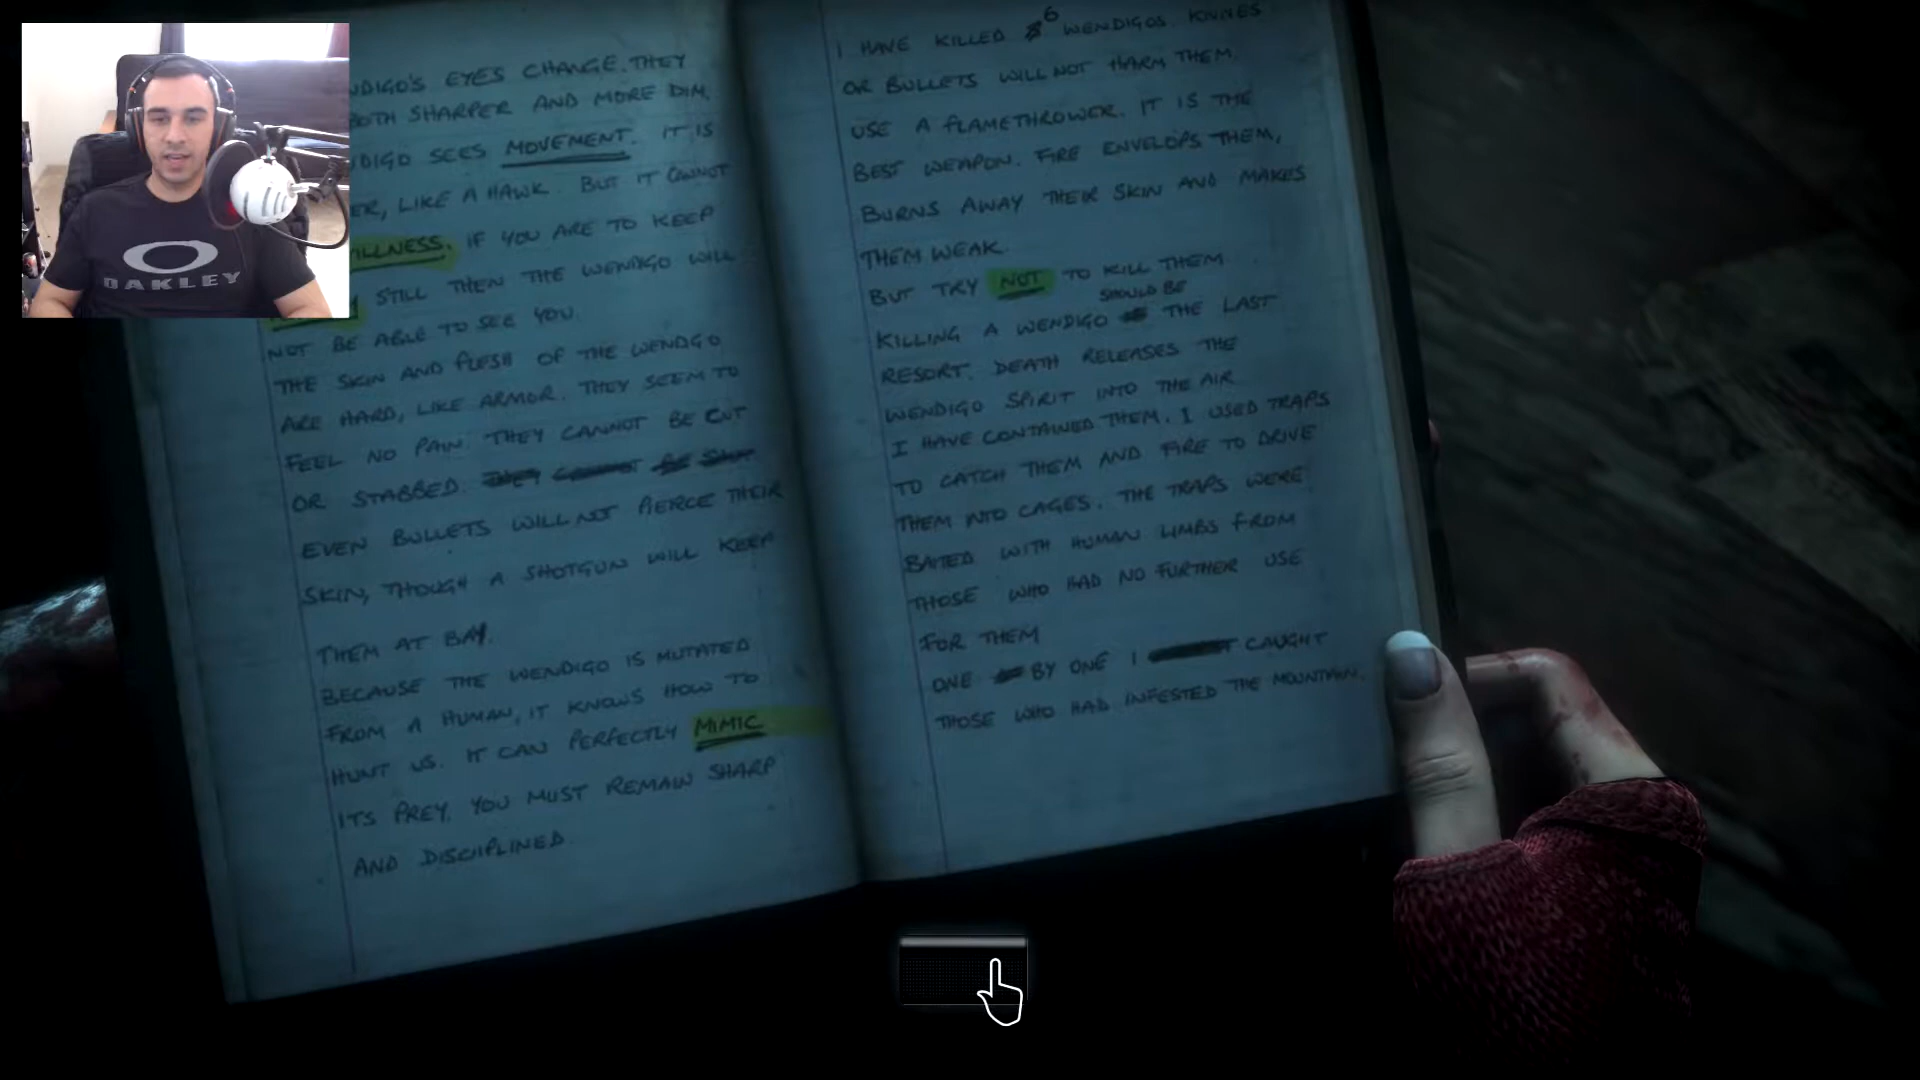 OAKLEY
NDIGO'S EYES CHANGE. THEY
BOTH SHARPER AND MORE DIM.
NDIGO SEES MOVEMENT. IT IS
ER, LIKE A HAWK. BUT IT CANNOT
TILLNESS. IF YOU ARE TO KEEP
STILL THEN THE WENDIGO WILL
NOT BE ABLE TO SEE YOU.
THE SKIN AND FLESH OF THE WENDGO
ARE HARD, LIKE ARMOR. THEY SEEM TO
FEEL NO PAIN. THEY CANNOT BE CUT
OR STABBED. THEY CANNOT BE SHOT
EVEN BULLETS WILL NOT PIERCE THEIR
SKIN, THOUGH A SHOTGUN WILL KEEP
THEM AT BAY.
BECAUSE THE WENDIGO IS MUTATED
FROM A HUMAN, IT KNOWS HOW TO
HUNT US. IT CAN PERFECTLY MIMIC
ITS PREY. YOU MUST REMAIN SHARP
AND DISCIPLINED.
I HAVE KILLED 6 WENDIGOS. KNIVES
OR BULLETS WILL NOT HARM THEM.
USE A FLAMETHROWER. IT IS THE
BEST WEAPON. FIRE ENVELOPS THEM,
BURNS AWAY THEIR SKIN AND MAKES
THEM WEAK.
BUT TRY NOT TO KILL THEM
SHOULD BE
KILLING A WENDIGO THE LAST
RESORT. DEATH RELEASES THE
WENDIGO SPIRIT INTO THE AIR
I HAVE CONTAINED THEM. I USED TRAPS
TO CATCH THEM AND FIRE TO DRIVE
THEM INTO CAGES. THE TRAPS WERE
BAITED WITH HUMAN LIMBS FROM
THOSE WHO HAD NO FURTHER USE
FOR THEM
ONE BY ONE I CAUGHT
THOSE WHO HAD INFESTED THE MOUNTAIN.